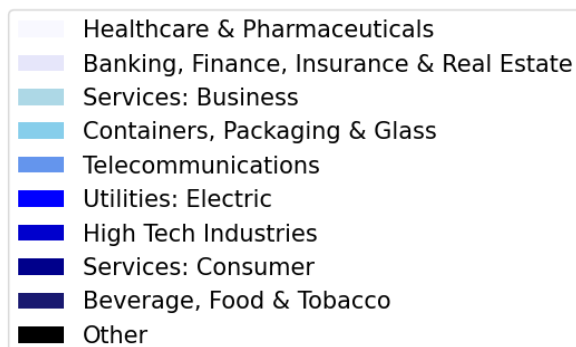 Healthcare & Pharmaceuticals
Banking, Finance, Insurance & Real Estate
Services: Business
Containers, Packaging & Glass
Telecommunications
Utilities: Electric
High Tech Industries
Services: Consumer
Beverage, Food & Tobacco
Other